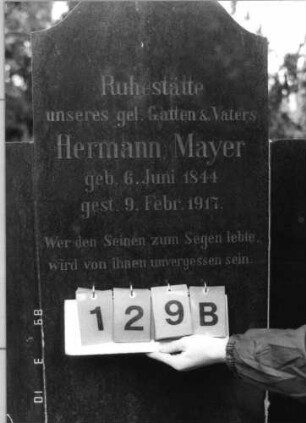 Ruhestätte
unseres gel. Gatten & Vaters
Hermann Mayer
geb. 6. Juni 1844
gest. 9. Febr. 1917.
Wer den Seinen zum Segen lebte,
wird von ihnen unvergessen sein
129B